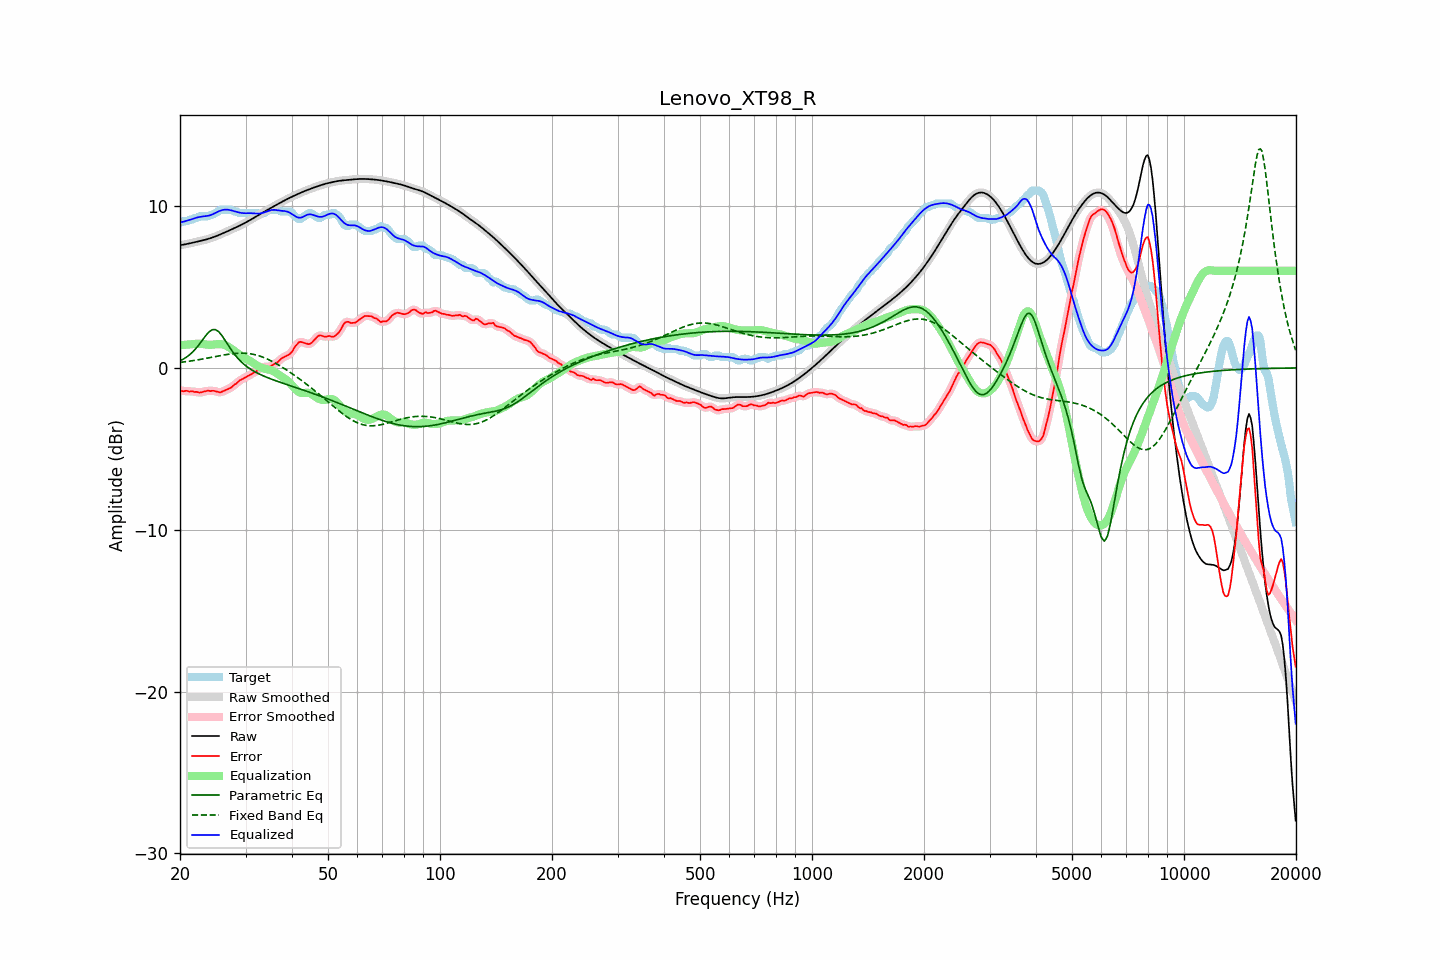 Lenovo_XT98_R
Amplitude (dBr)
10
0
−10
−20
−30
Target
Raw Smoothed
Error Smoothed
Raw
Error
Equalization
Parametric Eq
Fixed Band Eq
Equalized
20 50 100 200 500 1000 2000 5000 10000 20000
Frequency (Hz)